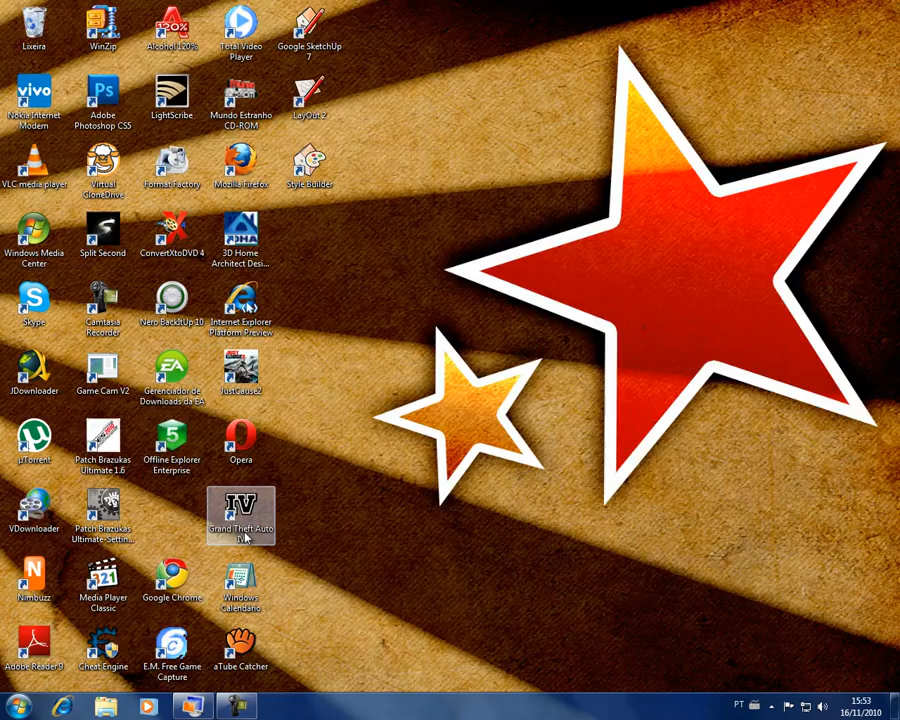 Lixeira
WinZip
120%
Alcohol 120%
Total Video
Player
Google SketchUp
7
vivo
Nokia Internet
Modem
Ps
Adobe
Photoshop CS5
LightScribe
Mundo Estranho
CD-ROM
LayOut 2
VLC media player
Virtual
CloneDrive
Format Factory
Mozilla Firefox
Style Builder
Windows Media
Center
Split Second
ConvertXtoDVD 4
3D Home
Architect Desi...
Skype
Camtasia
Recorder
Nero BackItUp 10
Internet Explorer
Platform Preview
JDownloader
Game Cam V2
EA
Gerenciador de
Downloads da EA
JustCause2
µTorrent
Patch Brazukas
Ultimate 1.6
5
Offline Explorer
Enterprise
Opera
VDownloader
Patch Brazukas
Ultimate-Settin...
IV
Grand Theft Auto
IV
Nimbuzz
321
Media Player
Classic
Google Chrome
Windows
Calendário
Adobe Reader 9
Cheat Engine
E.M. Free Game
Capture
aTube Catcher
PT
15:53
16/11/2010